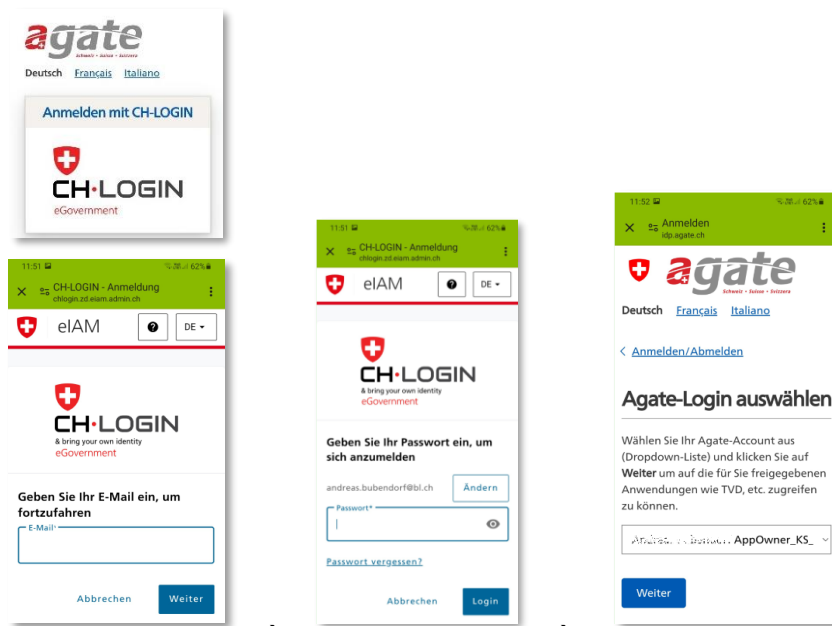 agate
Schweiz • Suisse • Svizzera
Deutsch Français Italiano
Anmelden mit CH-LOGIN
CH·LOGIN
eGovernment
11:51 62%
CH-LOGIN - Anmeldung
chlogin.zd.eiam.admin.ch
eIAM ? DE
CH·LOGIN
& bring your own identity
eGovernment
Geben Sie Ihr E-Mail ein, um
fortzufahren
E-Mail*
Abbrechen Weiter
11:51 62%
CH-LOGIN - Anmeldung
chlogin.zd.eiam.admin.ch
eIAM ? DE
CH·LOGIN
& bring your own identity
eGovernment
Geben Sie Ihr Passwort ein, um
sich anzumelden
andreas.bubendorf@bl.ch Ändern
Passwort*
Passwort vergessen?
Abbrechen Login
11:52 62%
Anmelden
idp.agate.ch
agate
Schweiz • Suisse • Svizzera
Deutsch Français Italiano
< Anmelden/Abmelden
Agate-Login auswählen
Wählen Sie Ihr Agate-Account aus
(Dropdown-Liste) und klicken Sie auf
Weiter um auf die für Sie freigegebenen
Anwendungen wie TVD, etc. zugreifen
zu können.
AppOwner_KS_
Weiter